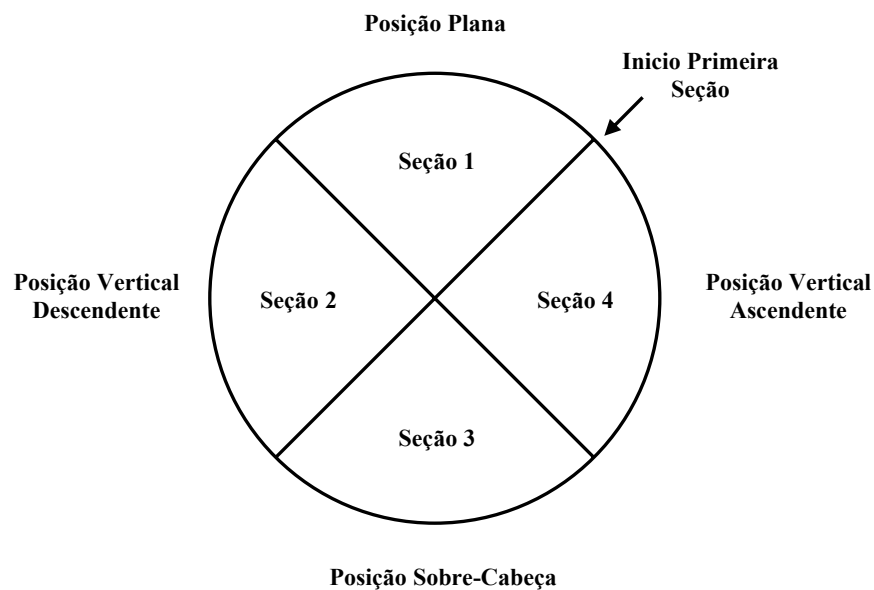 Posição Plana
Inicio Primeira
Seção
Seção 1
Posição Vertical
Descendente
Seção 2
Seção 4
Posição Vertical
Ascendente
Seção 3
Posição Sobre-Cabeça